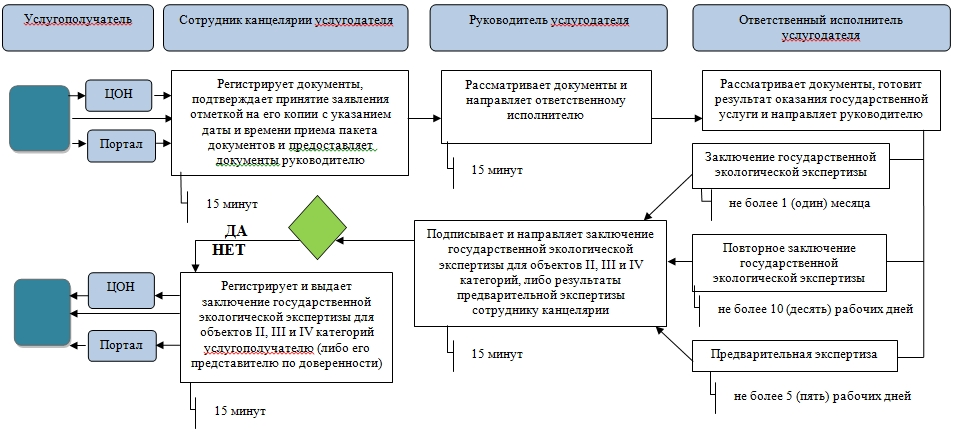 Услугополучатель
Сотрудник канцелярии услугодателя
Руководитель услугодателя
Ответственный исполнитель
услугодателя
ЦОН
Портал
Регистрирует документы,
подтверждает принятие заявления
отметкой на его копии с указанием
даты и времени приема пакета
документов и предоставляет
документы руководителю
15 минут
Рассматривает документы и
направляет ответственному
исполнителю
15 минут
Рассматривает документы, готовит
результат оказания государственной
услуги и направляет руководителю
Заключение государственной
экологической экспертизы
не более 1 (один) месяца
Повторное заключение
государственной
экологической экспертизы
не более 10 (десять) рабочих дней
Предварительная экспертиза
не более 5 (пять) рабочих дней
Подписывает и направляет заключение
государственной экологической
экспертизы для объектов II, III и IV
категорий, либо результаты
предварительной экспертизы
сотруднику канцелярии
15 минут
ДА
НЕТ
Регистрирует и выдает
заключение государственной
экологической экспертизы для
объектов II, III и IV категорий
услугополучателю (либо его
представителю по доверенности)
15 минут
ЦОН
Портал